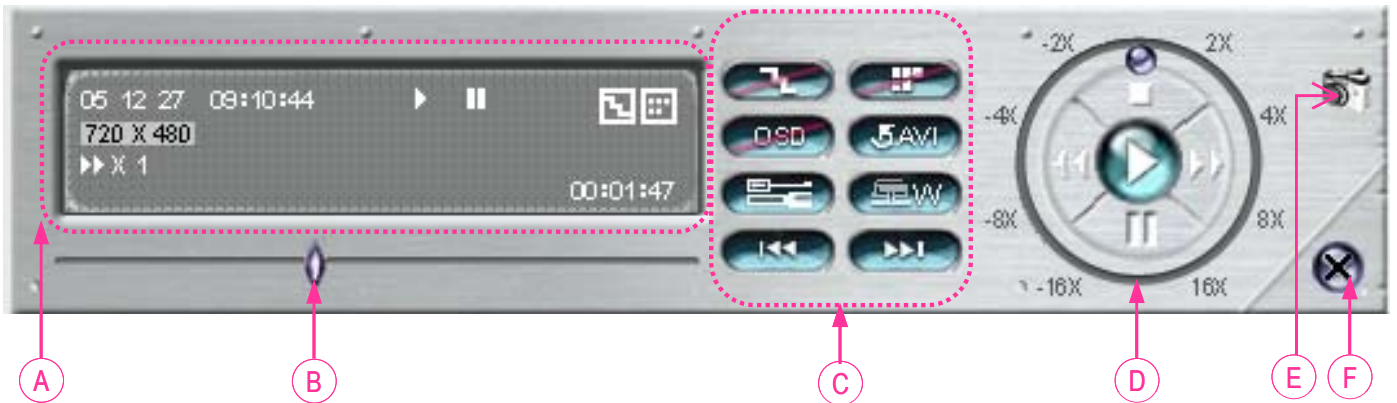 05 12 27 09:10:44
720 X 480
X 1
00:01:47
OSD
AVI
W
-2X 2X
-4X 4X
-8X 8X
-16X 16X
A B C D E F